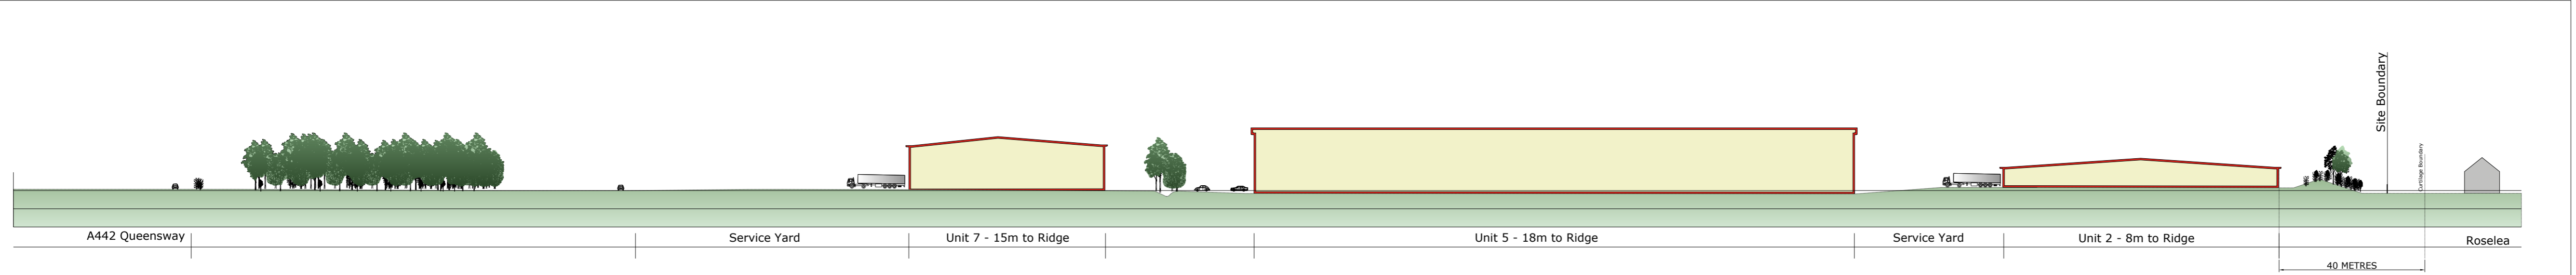 Site Boundary
Curtilage Boundary
A442 Queensway
Service Yard
Unit 7 - 15m to Ridge
Unit 5 - 18m to Ridge
Service Yard
Unit 2 - 8m to Ridge
Roselea
40 METRES